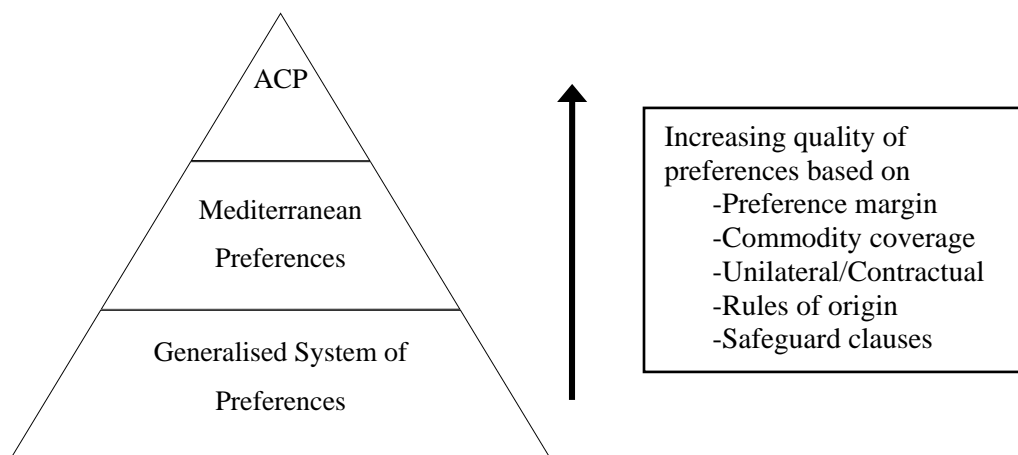 ACP
Mediterranean
Preferences
Generalised System of
Preferences
Increasing quality of
preferences based on
-Preference margin
-Commodity coverage
-Unilateral/Contractual
-Rules of origin
-Safeguard clauses